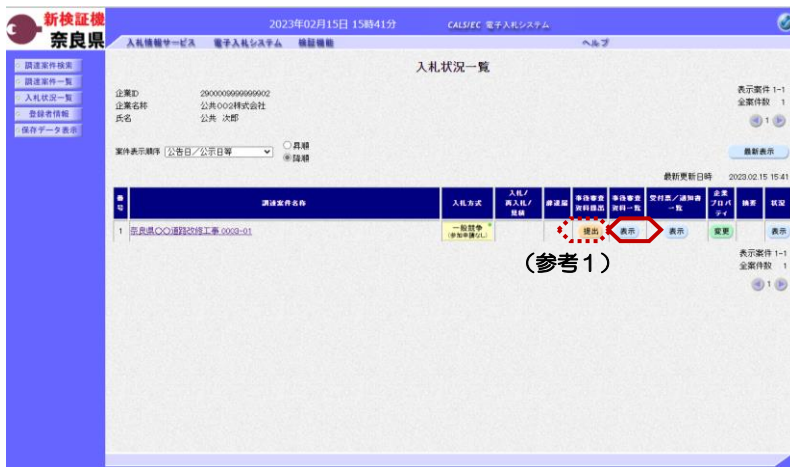 新検証機
奈良県
2023年02月15日 15時41分
CALS/EC 電子入札システム
入札情報サービス 電子入札システム 検証機能 ヘルプ
調達案件検索
調達案件一覧
入札状況一覧
登録者情報
保存データ表示
入札状況一覧
企業ID 2900009999999902
企業名称 公共002株式会社
氏名 公共 次郎
表示案件 1-1
全案件数 1
1
案件表示順序 公告日/公示日等
昇順
降順
最新表示
最新更新日時 2023.02.15 15:41
番号 調達案件名称 入札方式 入札/再入札/見積 辞退届 事後審査資料提出 事後審査資料一覧 受付票/通知書一覧 企業プロパティ 摘要 状況
1 奈良県〇〇道路改修工事 0003-01 一般競争(参加申請なし) 提出 表示 表示 変更 表示
(参考1)
表示案件 1-1
全案件数 1
1